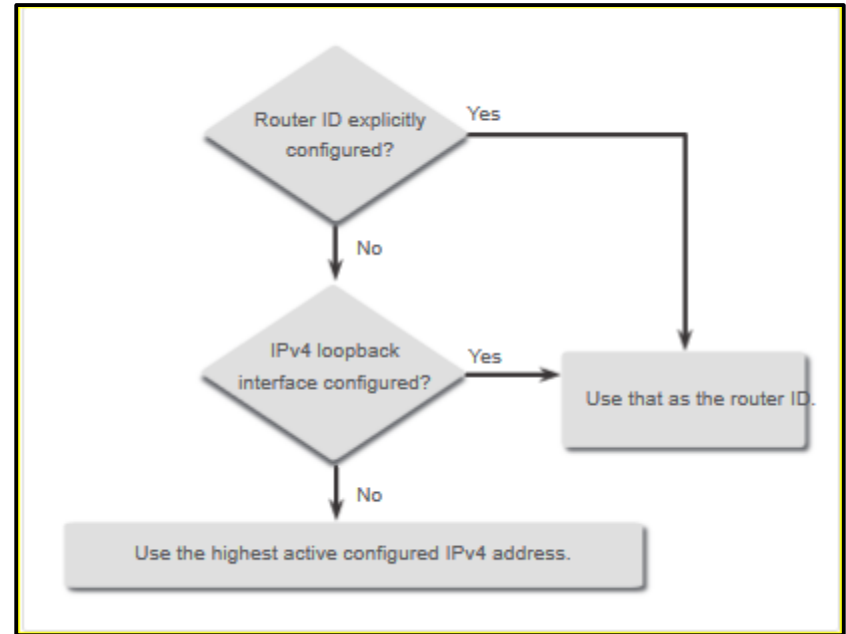 Router ID explicitly
configured?
Yes
No
IPv4 loopback
interface configured?
Yes
Use that as the router ID.
No
Use the highest active configured IPv4 address.